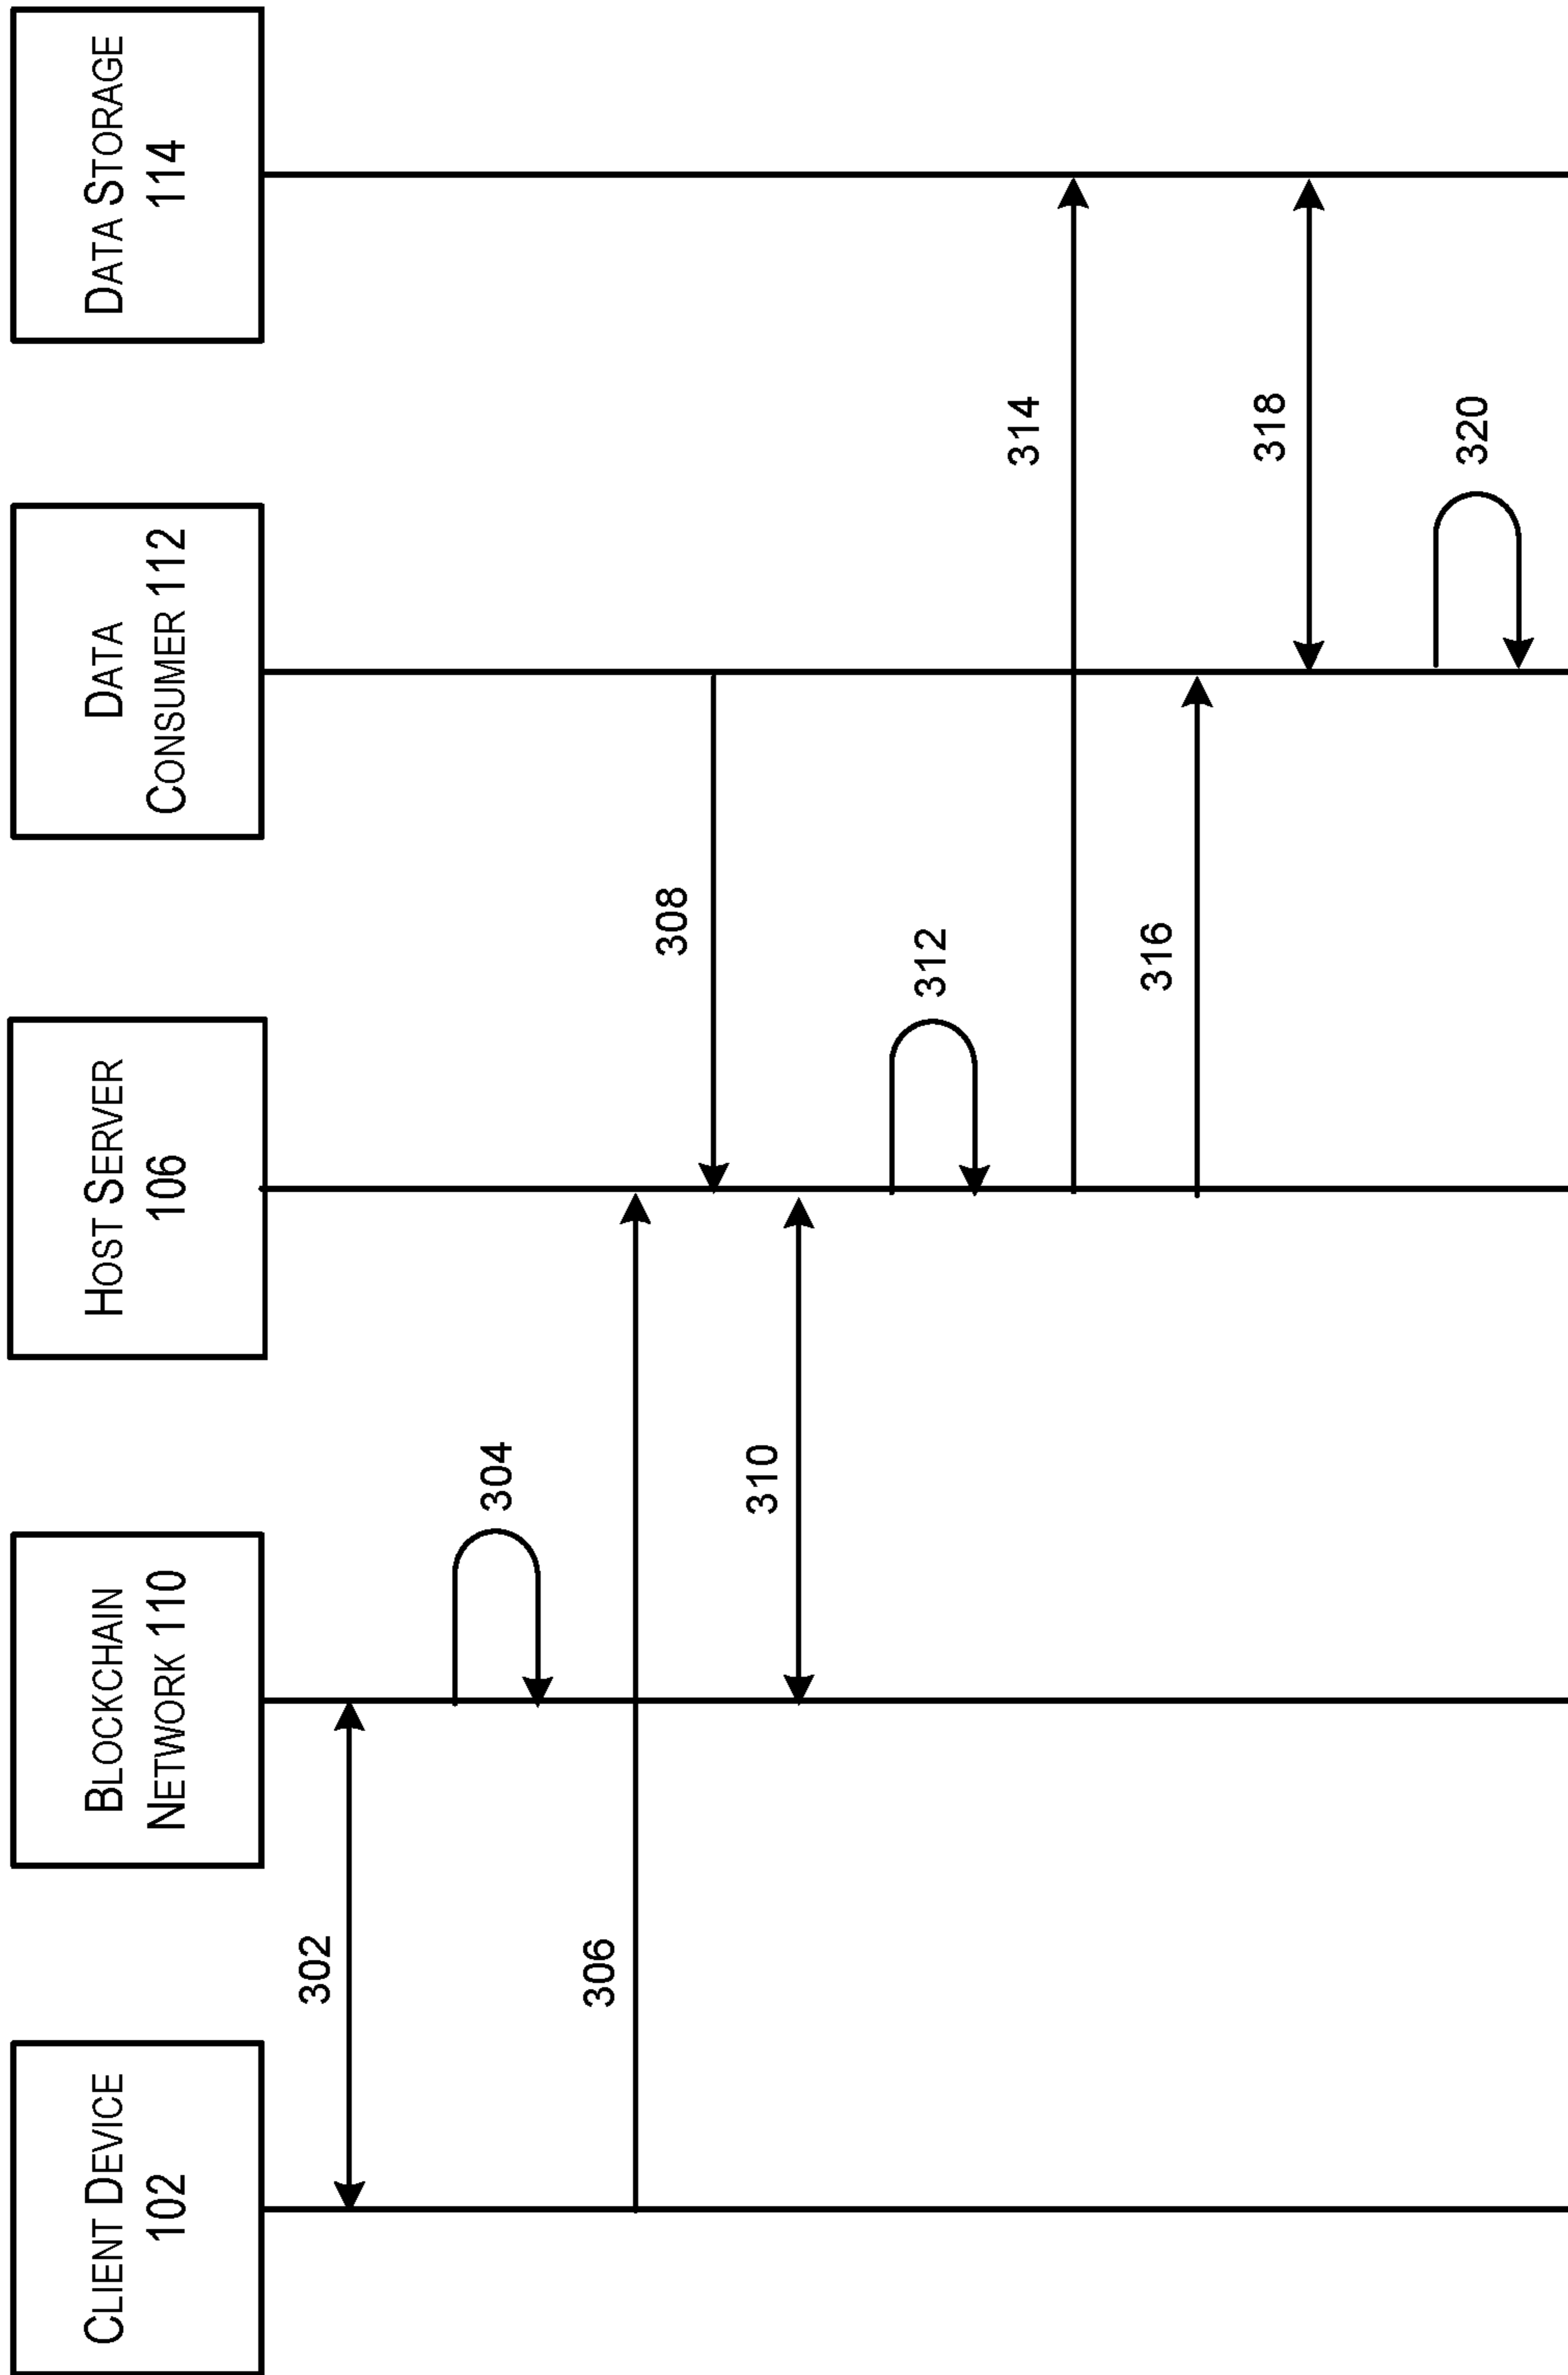 CLIENT DEVICE
102
BLOCKCHAIN
NETWORK 110
HOST SERVER
106
DATA
CONSUMER 112
DATA STORAGE
114
302
304
306
308
310
312
314
316
318
320